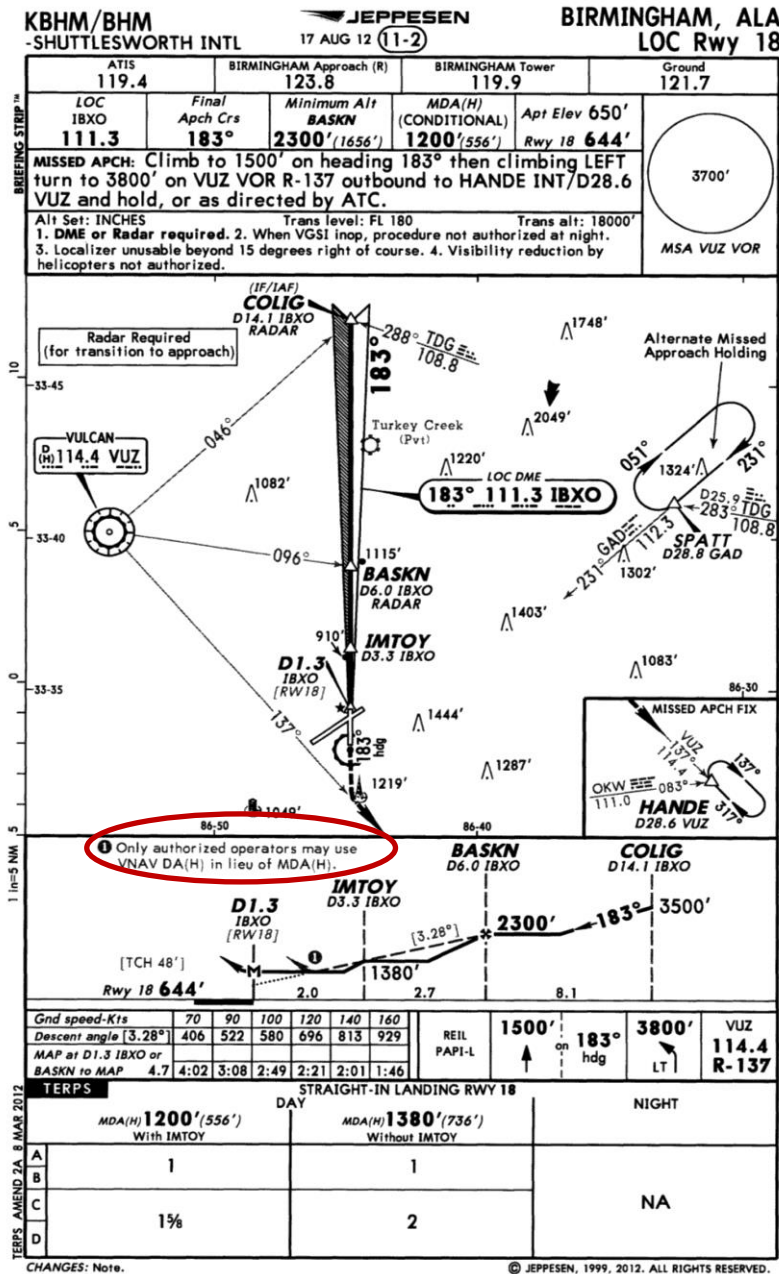 KBHM/BHM
-SHUTTLESWORTH INTL
JEPPESEN
17 AUG 12 11-2
BIRMINGHAM, ALA
LOC Rwy 18
BRIEFING STRIP™
ATIS
119.4
BIRMINGHAM Approach (R)
123.8
BIRMINGHAM Tower
119.9
Ground
121.7
LOC
IBXO
111.3
Final
Apch Crs
183°
Minimum Alt
BASKN
2300'(1656')
MDA(H)
(CONDITIONAL)
1200'(556')
Apt Elev 650'
Rwy 18 644'
MISSED APCH: Climb to 1500' on heading 183° then climbing LEFT
turn to 3800' on VUZ VOR R-137 outbound to HANDE INT/D28.6
VUZ and hold, or as directed by ATC.
Alt Set: INCHES Trans level: FL 180 Trans alt: 18000'
1. DME or Radar required. 2. When VGSI inop, procedure not authorized at night.
3. Localizer unusable beyond 15 degrees right of course. 4. Visibility reduction by
helicopters not authorized.
3700'
MSA VUZ VOR
(IF/IAF)
COLIG
D14.1 IBXO
RADAR
Radar Required
(for transition to approach)
288° TDG
108.8
183°
1748'
Alternate Missed
Approach Holding
10
33-45
046°
2049'
Turkey Creek
(Pvt)
VULCAN
D
(H) 114.4 VUZ
1082'
1220'
LOC DME
183° 111.3 IBXO
051°
1324'
231°
D25.9
283° TDG
108.8
SPATT
D28.8 GAD
231° GAD
112.3
1302'
5
33-40
096°
1115'
BASKN
D6.0 IBXO
RADAR
1403'
910'
IMTOY
D3.3 IBXO
D1.3
IBXO
[RW18]
1083'
0
33-35
86-30
137°
1444'
183°
hdg
1287'
1219'
1049'
MISSED APCH FIX
VUZ
137°
114.4
137°
OKW
111.0
083°
317°
HANDE
D28.6 VUZ
86-50
86-40
5
1 in=5 NM
1 Only authorized operators may use
VNAV DA(H) in lieu of MDA(H).
BASKN
D6.0 IBXO
COLIG
D14.1 IBXO
IMTOY
D3.3 IBXO
D1.3
IBXO
[RW18]
[3.28°]
2300'
183°
3500'
1
[TCH 48']
M
1380'
Rwy 18 644'
2.0 2.7 8.1
Gnd speed-Kts 70 90 100 120 140 160
Descent angle [3.28°] 406 522 580 696 813 929
MAP at D1.3 IBXO or
BASKN to MAP 4.7 4:02 3:08 2:49 2:21 2:01 1:46
REIL
PAPI-L
1500'
on 183°
hdg
3800'
LT
VUZ
114.4
R-137
TERPS
STRAIGHT-IN LANDING RWY 18
DAY
NIGHT
MDA(H) 1200'(556')
With IMTOY
MDA(H) 1380'(736')
Without IMTOY
A
B
C
D
1
1
1⅝
2
NA
TERPS AMEND 2A 8 MAR 2012
CHANGES: Note.
© JEPPESEN, 1999, 2012. ALL RIGHTS RESERVED.